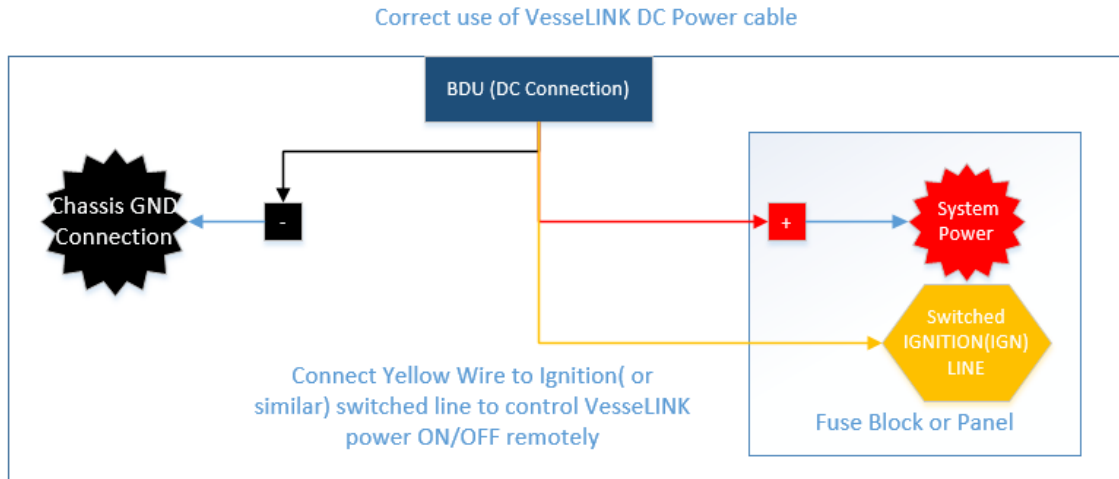 Correct use of VesseLINK DC Power cable
BDU (DC Connection)
Chassis GND
Connection
-
+
System
Power
Switched
IGNITION(IGN)
LINE
Connect Yellow Wire to Ignition( or
similar) switched line to control VesseLINK
power ON/OFF remotely
Fuse Block or Panel